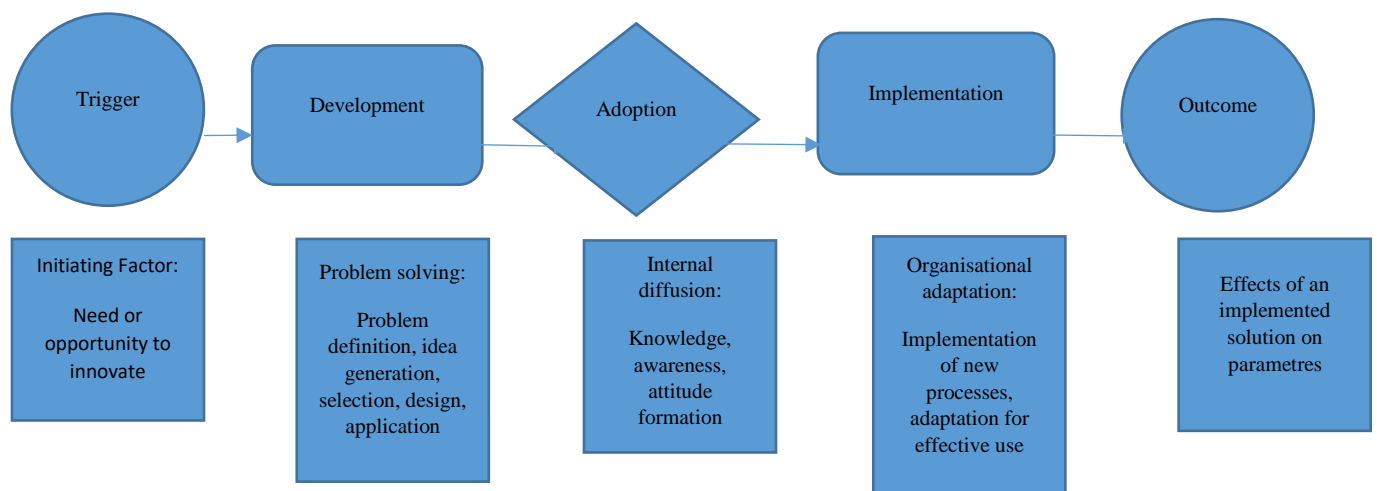 Trigger
Development
Adoption
Implementation
Outcome
Initiating Factor:
Need or
opportunity to
innovate
Problem solving:
Problem
definition, idea
generation,
selection, design,
application
Internal
diffusion:
Knowledge,
awareness,
attitude
formation
Organisational
adaptation:
Implementation
of new
processes,
adaptation for
effective use
Effects of an
implemented
solution on
parametres